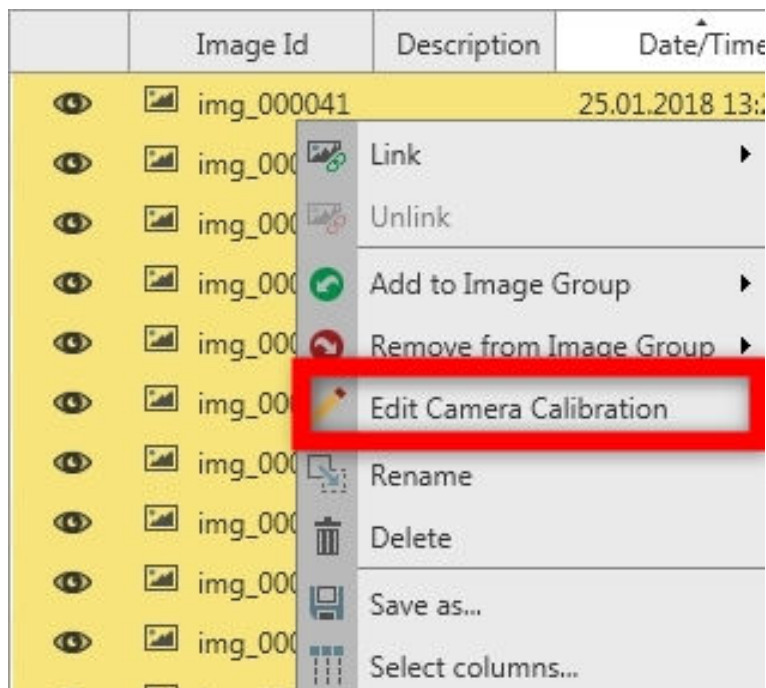 Image Id Description Date/Time
img_000041 25.01.2018 13:2
img_000 Link
img_000 Unlink
img_000 Add to Image Group
img_000 Remove from Image Group
img_000 Edit Camera Calibration
img_000 Rename
img_000 Delete
img_000 Save as...
img_000 Select columns...